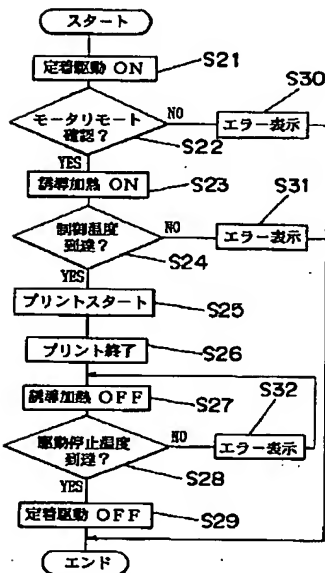 スタート
定着駆動 ON
S21
モータリモート
確認?
NO
S22
エラー表示
S30
YES
誘導加熱 ON
S23
制御温度
到達?
NO
S24
エラー表示
S31
YES
プリントスタート
S25
プリント終了
S26
誘導加熱 OFF
S27
駆動停止温度
到達?
NO
S28
エラー表示
S32
YES
定着駆動 OFF
S29
エンド